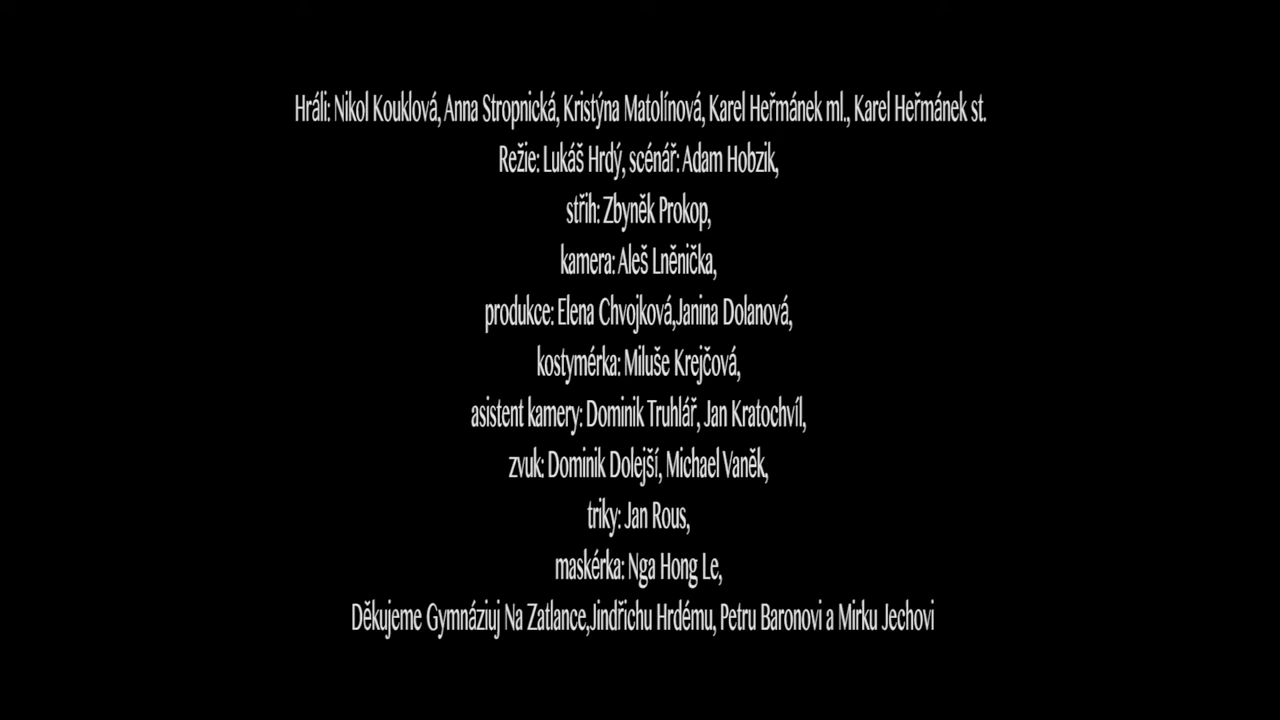 Hráli: Nikol Kouklová, Anna Stropnická, Kristýna Matolínová, Karel Heřmánek ml., Karel Heřmánek st.
Režie: Lukáš Hrdý, scénář: Adam Hobzik,
střih: Zbyněk Prokop,
kamera: Aleš Lněnička,
produkce: Elena Chvojková,Janina Dolanová,
kostymérka: Miluše Krejčová,
asistent kamery: Dominik Truhlář, Jan Kratochvíl,
zvuk: Dominik Dolejší, Michael Vaněk,
triky: Jan Rous,
maskérka: Nga Hong Le,
Děkujeme Gymnáziuj Na Zatlance,Jindřichu Hrdému, Petru Baronovi a Mirku Jechovi